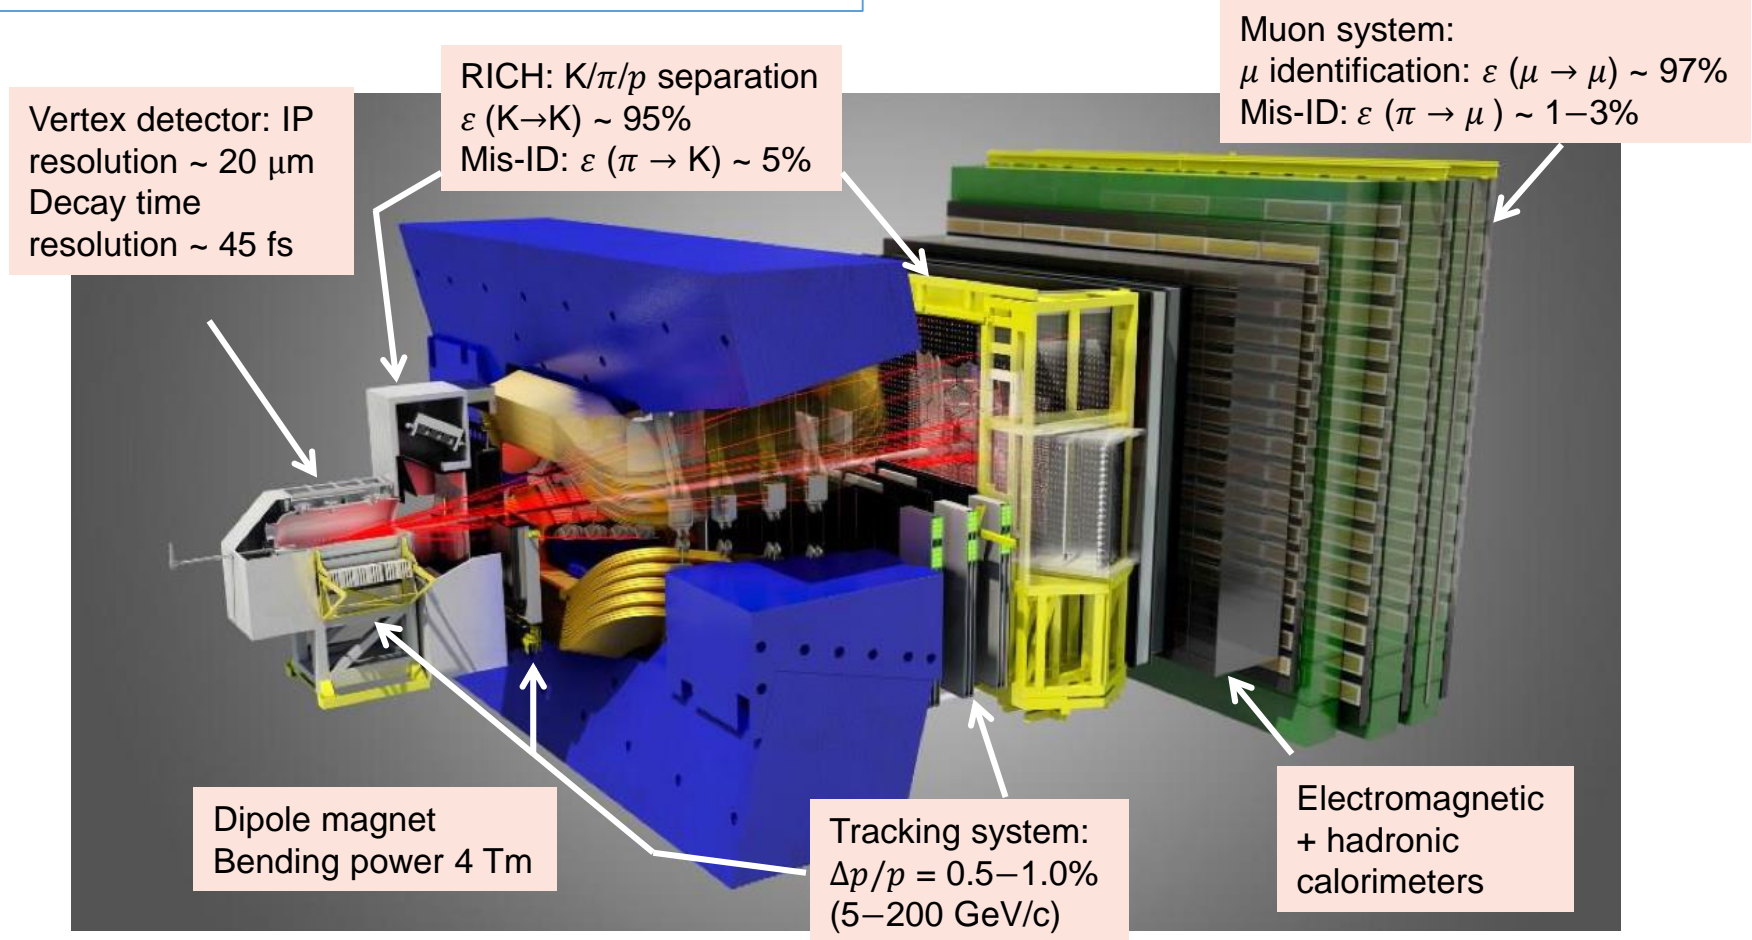 Vertex detector: IP
resolution ~ 20 μm
Decay time
resolution ~ 45 fs
RICH: K/𝜋/𝑝 separation
𝜀 (K→K) ~ 95%
Mis-ID: 𝜀 (𝜋 → K) ~ 5%
Muon system:
𝜇 identification: 𝜀 (𝜇 → 𝜇) ~ 97%
Mis-ID: 𝜀 (𝜋 → 𝜇 ) ~ 1−3%
Dipole magnet
Bending power 4 Tm
Tracking system:
Δ𝑝/𝑝 = 0.5−1.0%
(5−200 GeV/c)
Electromagnetic
+ hadronic
calorimeters